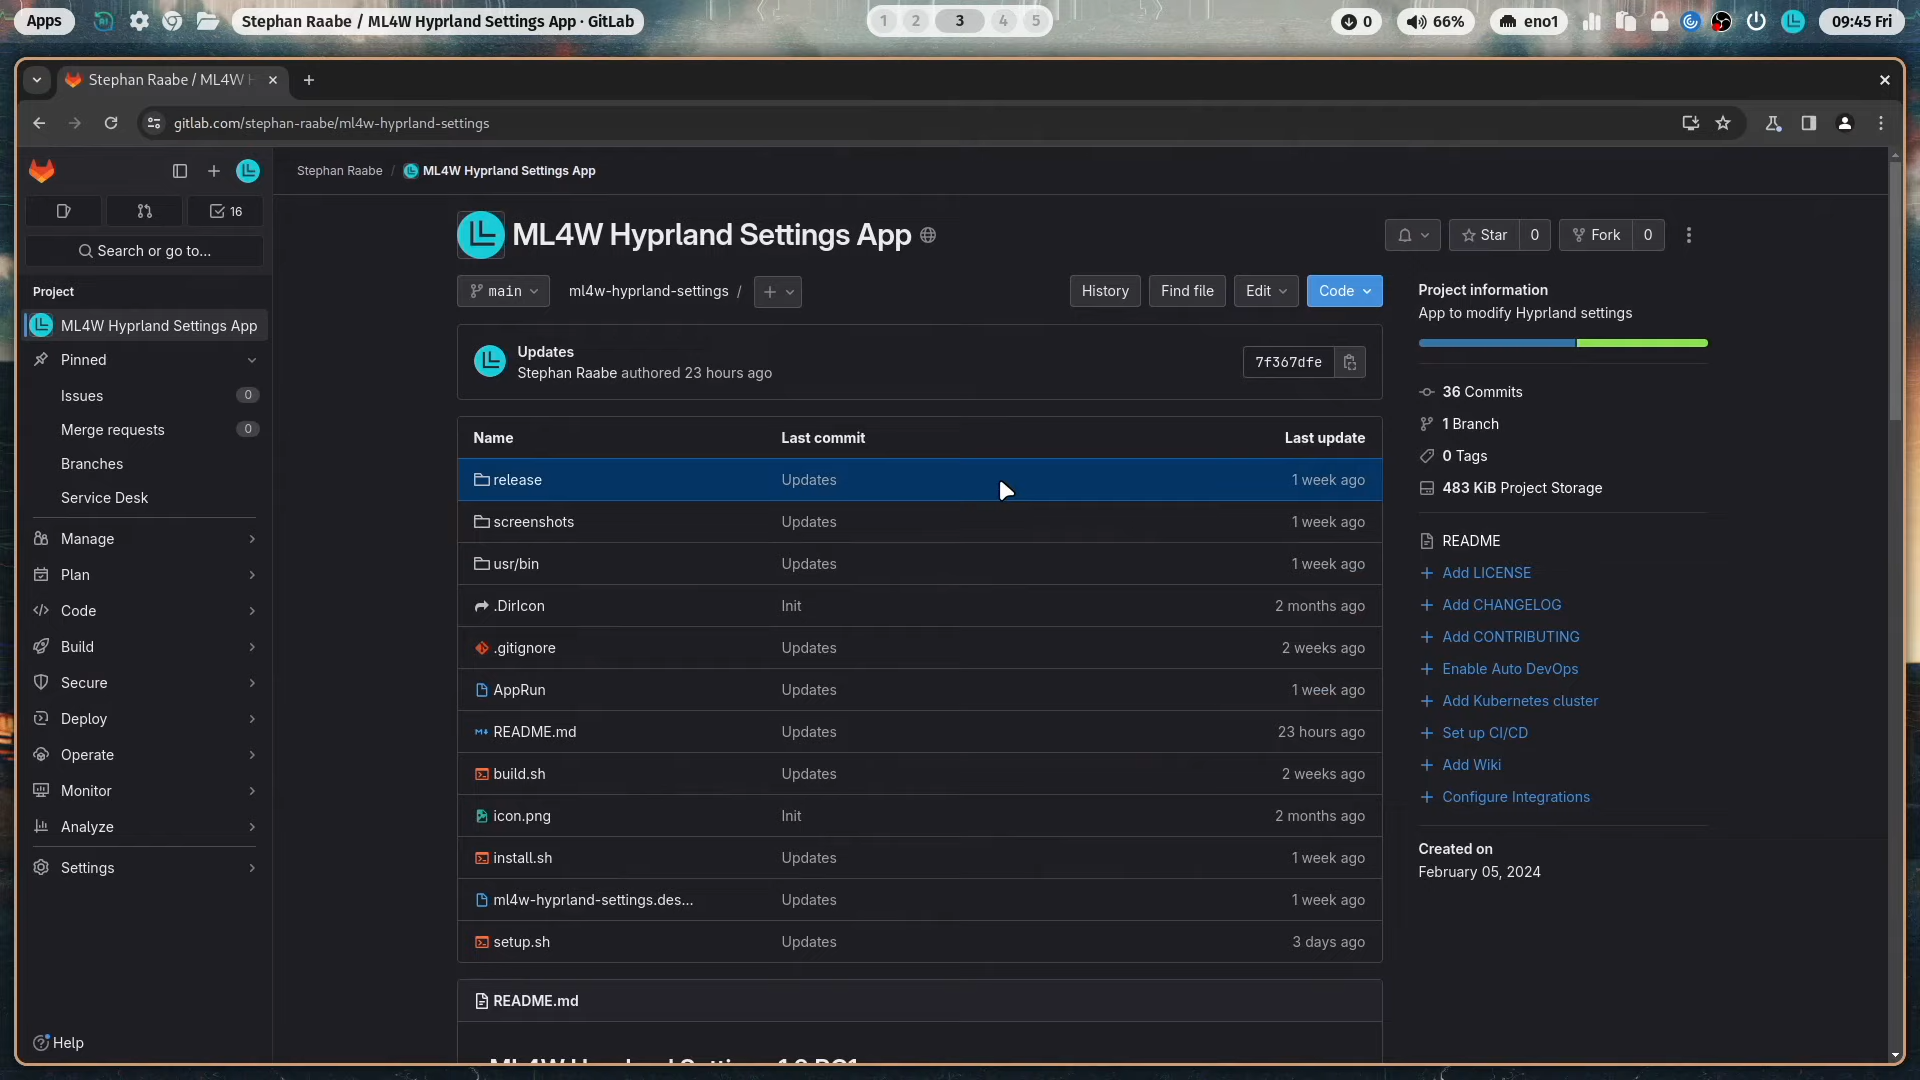 Apps
Stephan Raabe / ML4W Hyprland Settings App · GitLab
1 2 3 4 5
0
66%
eno1
09:45 Fri
Stephan Raabe / ML4W H
gitlab.com/stephan-raabe/ml4w-hyprland-settings
Stephan Raabe / ML4W Hyprland Settings App
16
Search or go to...
Project
ML4W Hyprland Settings App
Pinned
Issues 0
Merge requests 0
Branches
Service Desk
Manage
Plan
Code
Build
Secure
Deploy
Operate
Monitor
Analyze
Settings
Help
ML4W Hyprland Settings App
Star 0
Fork 0
main
ml4w-hyprland-settings /
History
Find file
Edit
Code
Updates
Stephan Raabe authored 23 hours ago
7f367dfe
Name Last commit Last update
release Updates 1 week ago
screenshots Updates 1 week ago
usr/bin Updates 1 week ago
.DirIcon Init 2 months ago
.gitignore Updates 2 weeks ago
AppRun Updates 1 week ago
README.md Updates 23 hours ago
build.sh Updates 2 weeks ago
icon.png Init 2 months ago
install.sh Updates 1 week ago
ml4w-hyprland-settings.des... Updates 1 week ago
setup.sh Updates 3 days ago
README.md
Project information
App to modify Hyprland settings
36 Commits
1 Branch
0 Tags
483 KiB Project Storage
README
Add LICENSE
Add CHANGELOG
Add CONTRIBUTING
Enable Auto DevOps
Add Kubernetes cluster
Set up CI/CD
Add Wiki
Configure Integrations
Created on
February 05, 2024